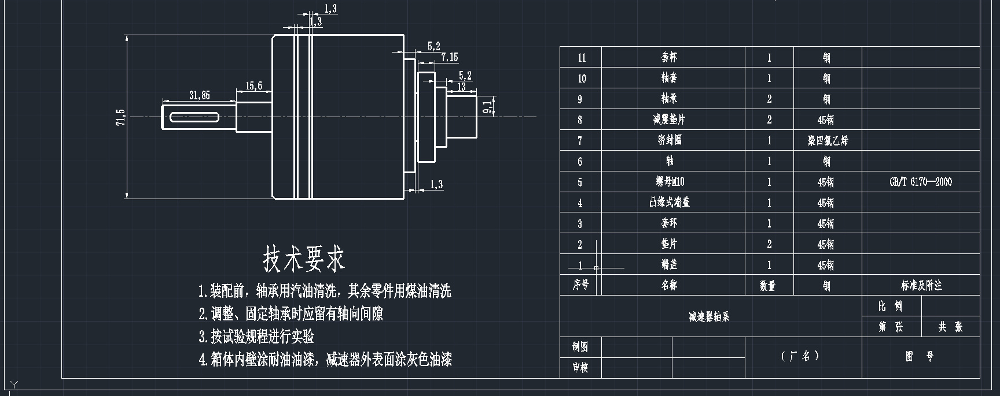 1,3
1,3
5,2
7,15
5,2
13
15,6
31,85
71,5
9,1
1,3
技术要求
1.装配前，轴承用汽油清洗，其余零件用煤油清洗
2.调整、固定轴承时应留有轴向间隙
3.按试验规程进行实验
4.箱体内壁涂耐油油漆，减速器外表面涂灰色油漆
11 套杯 1 钢
10 轴套 1 钢
9 轴承 2 钢
8 减震垫片 2 45钢
7 密封圈 1 聚四氟乙烯
6 轴 1 钢
5 螺母M10 1 45钢 GB/T 6170—2000
4 凸缘式端盖 1 45钢
3 套环 1 45钢
2 垫片 2 45钢
1 端盖 1 45钢
序号 名称 数量 钢 标准及附注
减速器轴系
比 例
第 张 共 张
制图
审核
(厂名)
图 号
Y